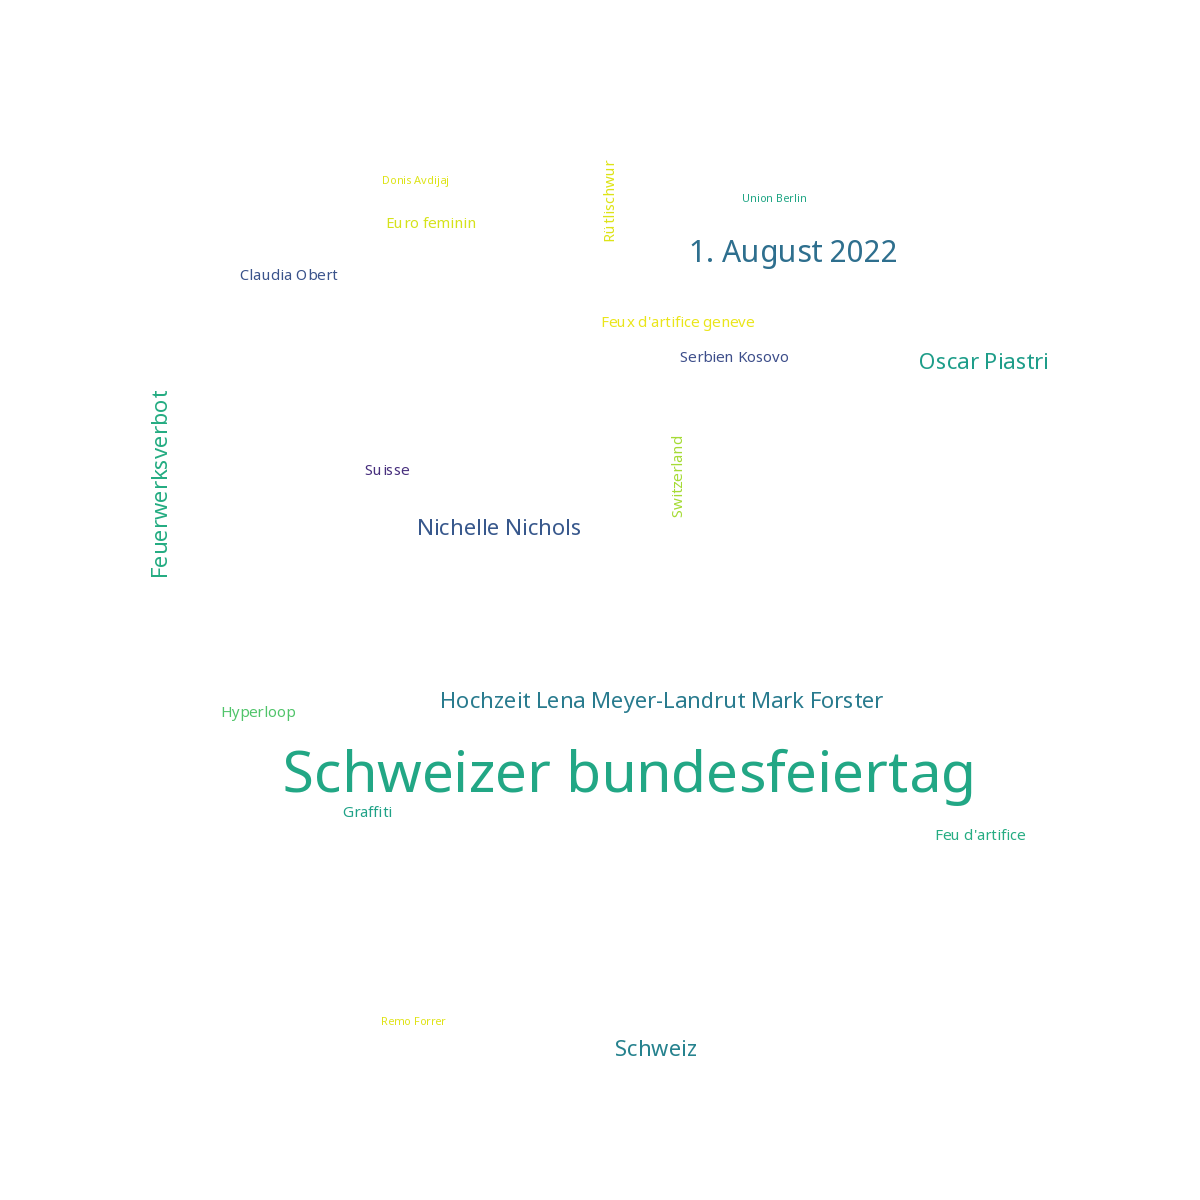 Donis Avdijaj
Rütlischwur
Union Berlin
Euro feminin
1. August 2022
Claudia Obert
Feux d'artifice geneve
Serbien Kosovo
Oscar Piastri
Feuerwerksverbot
Suisse
Switzerland
Nichelle Nichols
Hochzeit Lena Meyer-Landrut Mark Forster
Hyperloop
Schweizer bundesfeiertag
Graffiti
Feu d'artifice
Remo Forrer
Schweiz